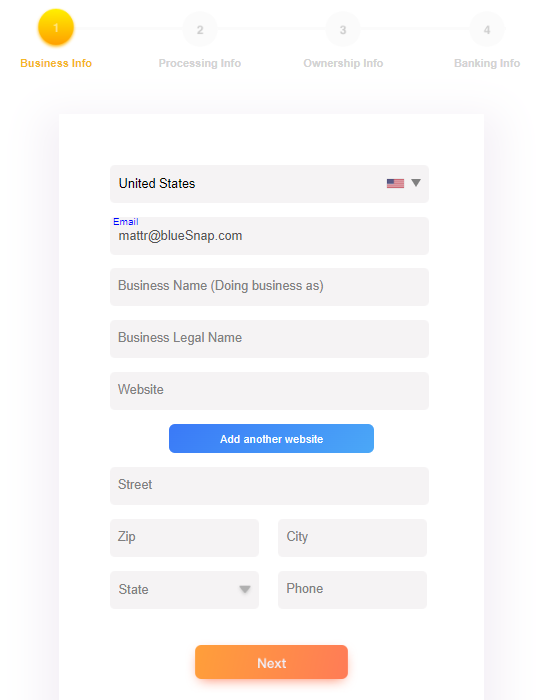 1 2 3 4
Business Info Processing Info Ownership Info Banking Info
United States
Email
mattr@blueSnap.com
Business Name (Doing business as)
Business Legal Name
Website
Add another website
Street
Zip City
State Phone
Next